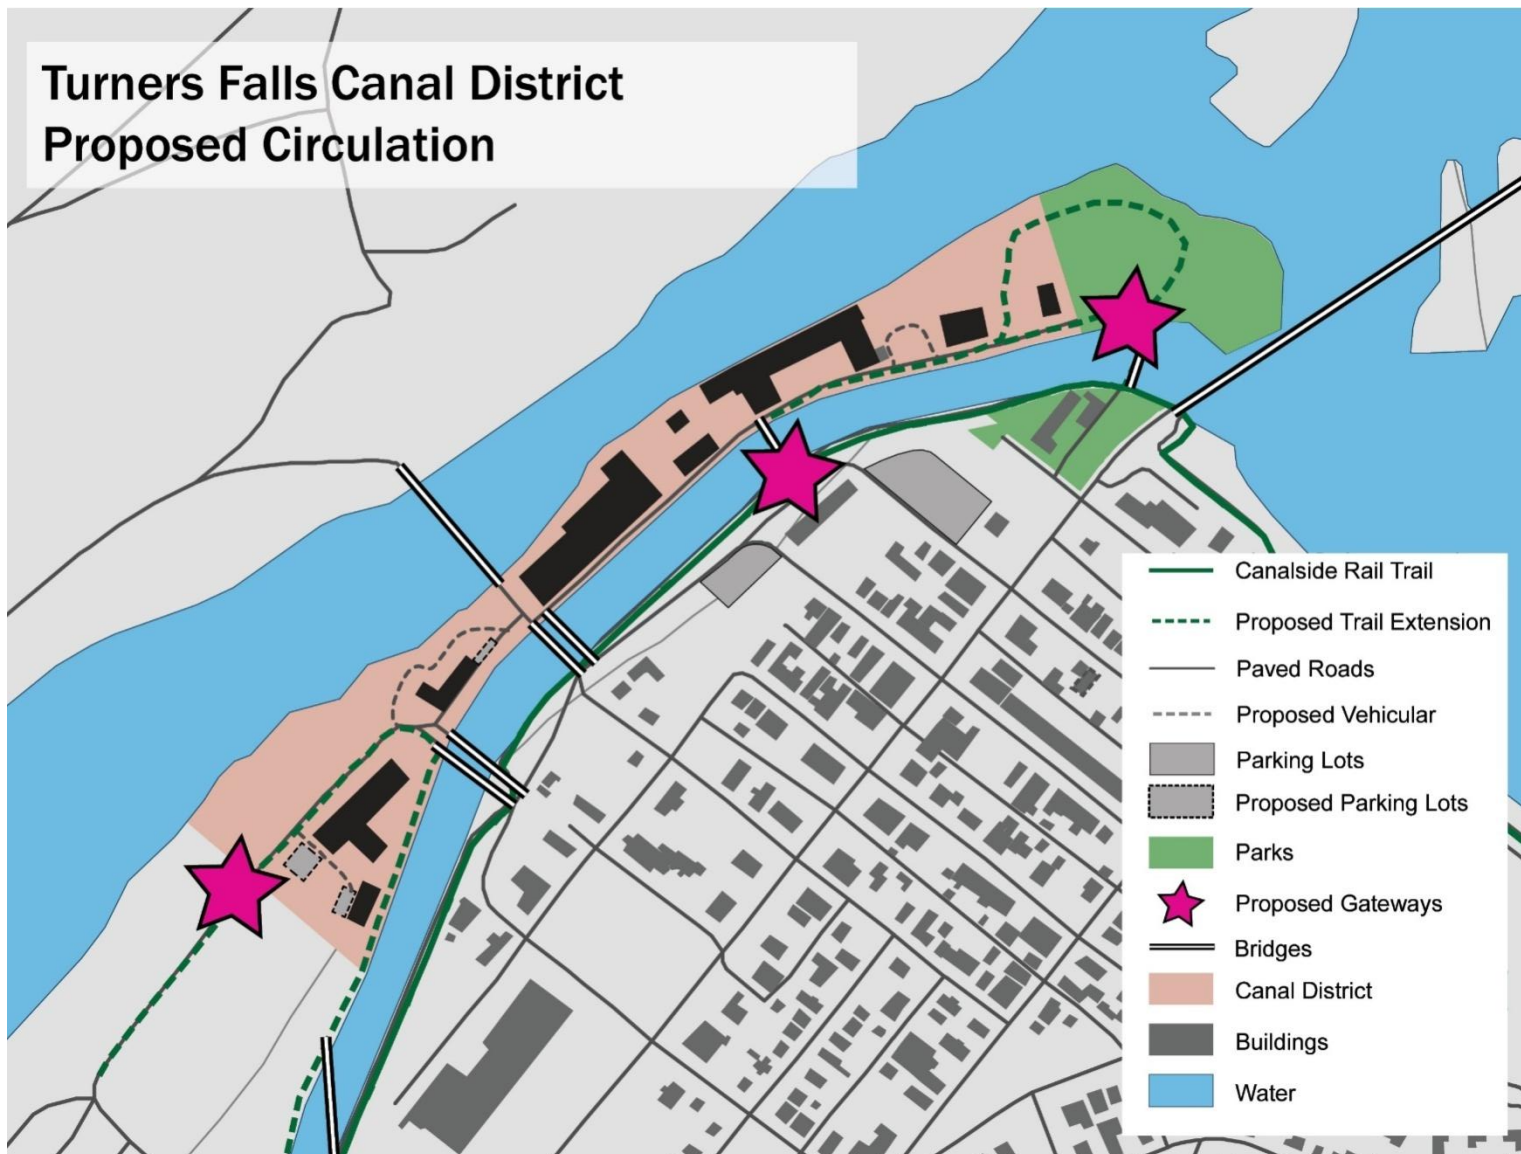 Turners Falls Canal District
Proposed Circulation
Canalside Rail Trail
Proposed Trail Extension
Paved Roads
Proposed Vehicular
Parking Lots
Proposed Parking Lots
Parks
Proposed Gateways
Bridges
Canal District
Buildings
Water